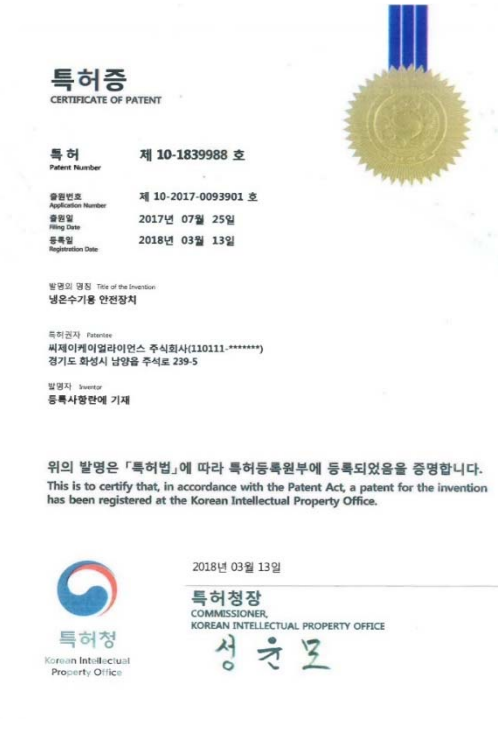 특허증
CERTIFICATE OF PATENT
특 허 제 10-1839988 호
Patent Number
출원번호 제 10-2017-0093901 호
Application Number
출원일 2017년 07월 25일
Filing Date
등록일 2018년 03월 13일
Registration Date
발명의 명칭 Title of the Invention
냉온수기용 안전장치
특허권자 Patentee
씨제이케이얼라이언스 주식회사(110111-*******)
경기도 화성시 남양읍 주석로 239-5
발명자 Inventor
등록사항란에 기재
위의 발명은 「특허법」에 따라 특허등록원부에 등록되었음을 증명합니다.
This is to certify that, in accordance with the Patent Act, a patent for the invention
has been registered at the Korean Intellectual Property Office.
2018년 03월 13일
특허청장
COMMISSIONER,
KOREAN INTELLECTUAL PROPERTY OFFICE
성윤모
특허청
Korean Intellectual
Property Office